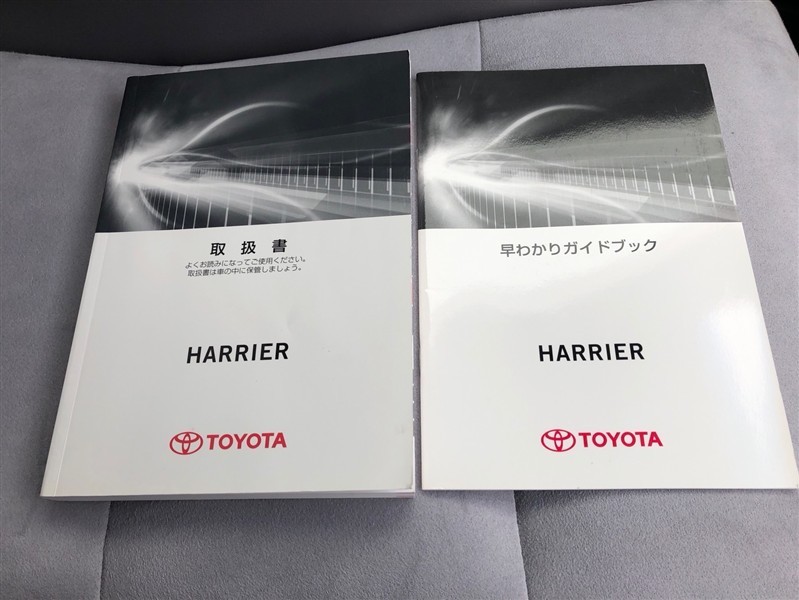 取扱書
よくお読みになってご使用ください。
取扱書は車の中に保管しましょう。
HARRIER
TOYOTA
早わかりガイドブック
HARRIER
TOYOTA